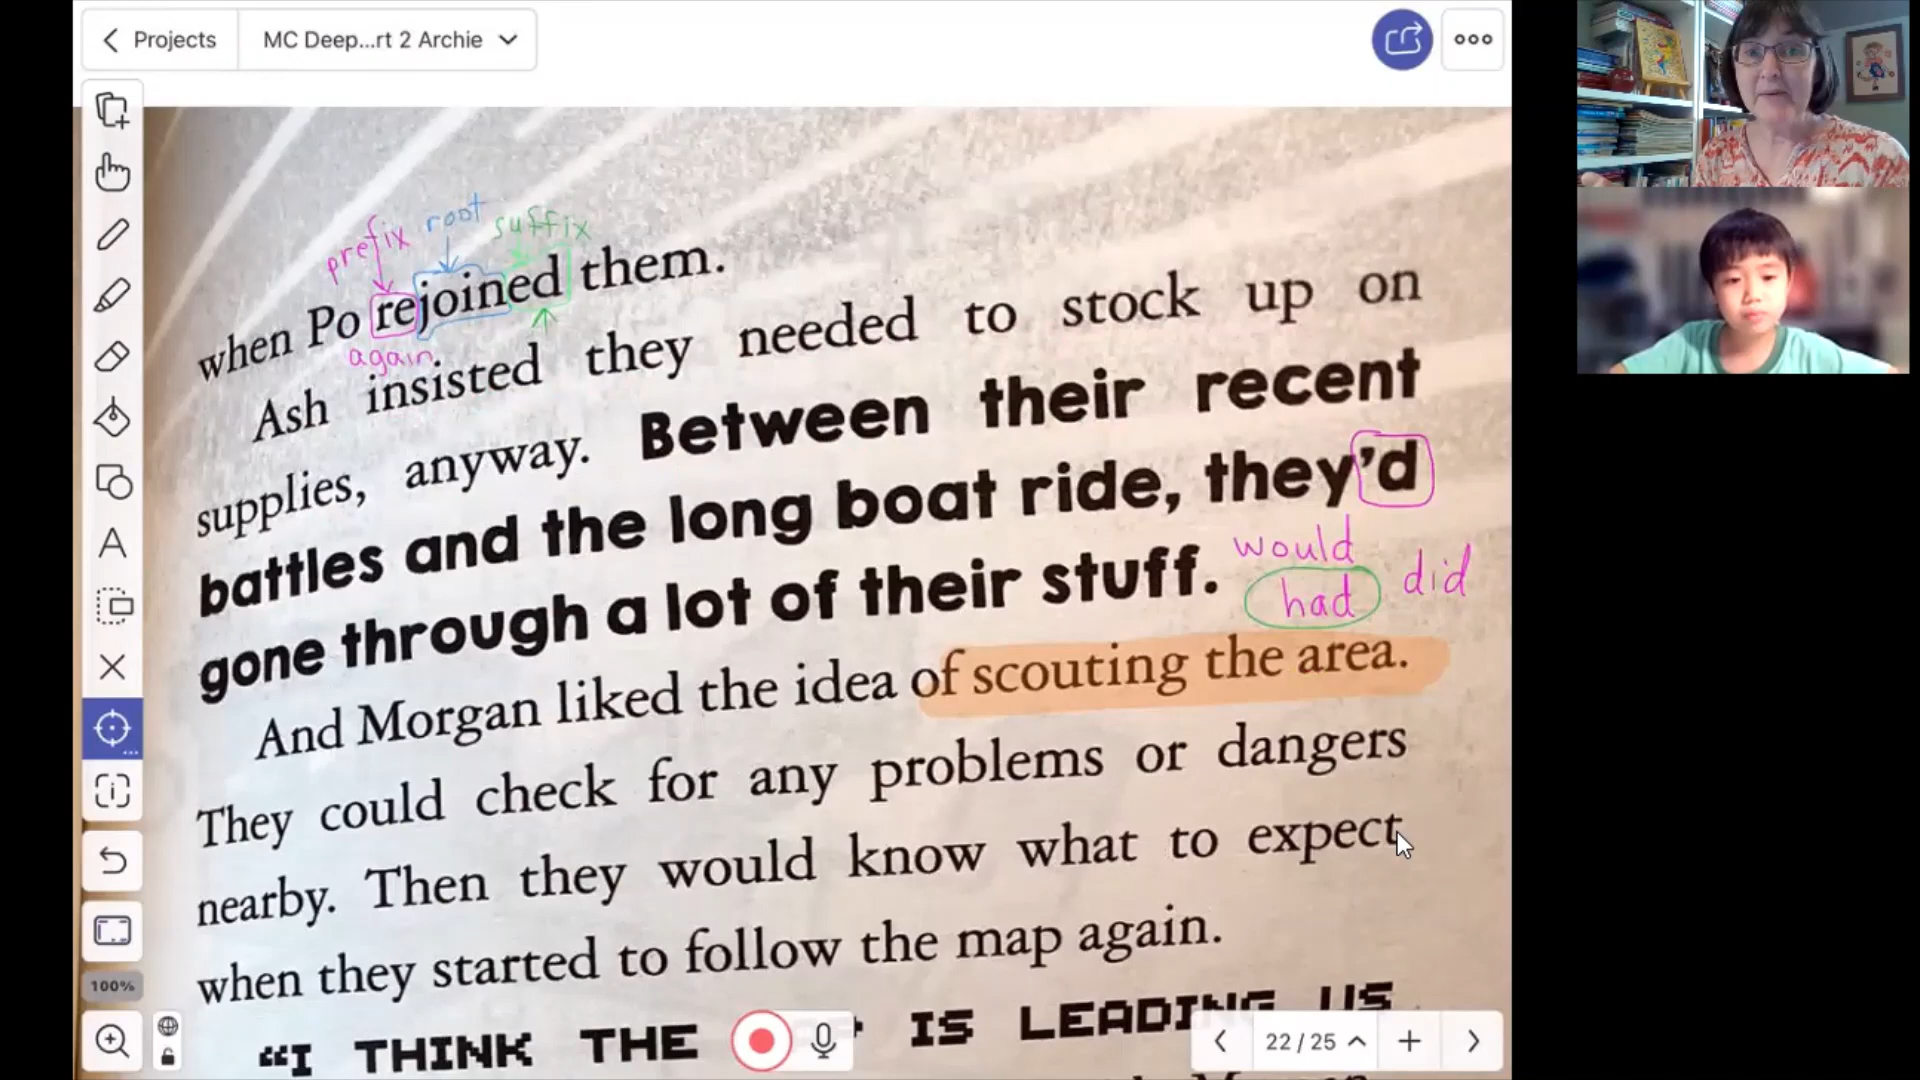 Projects
MC Deep...rt 2 Archie
prefix root suffix
when Po rejoined them.
again
Ash insisted they needed to stock up on
supplies, anyway. Between their recent
battles and the long boat ride, they'd
would
gone through a lot of their stuff.
had did
And Morgan liked the idea of scouting the area.
They could check for any problems or dangers
nearby. Then they would know what to expect
when they started to follow the map again.
"I THINK THE IS LEADING US
100%
22/25